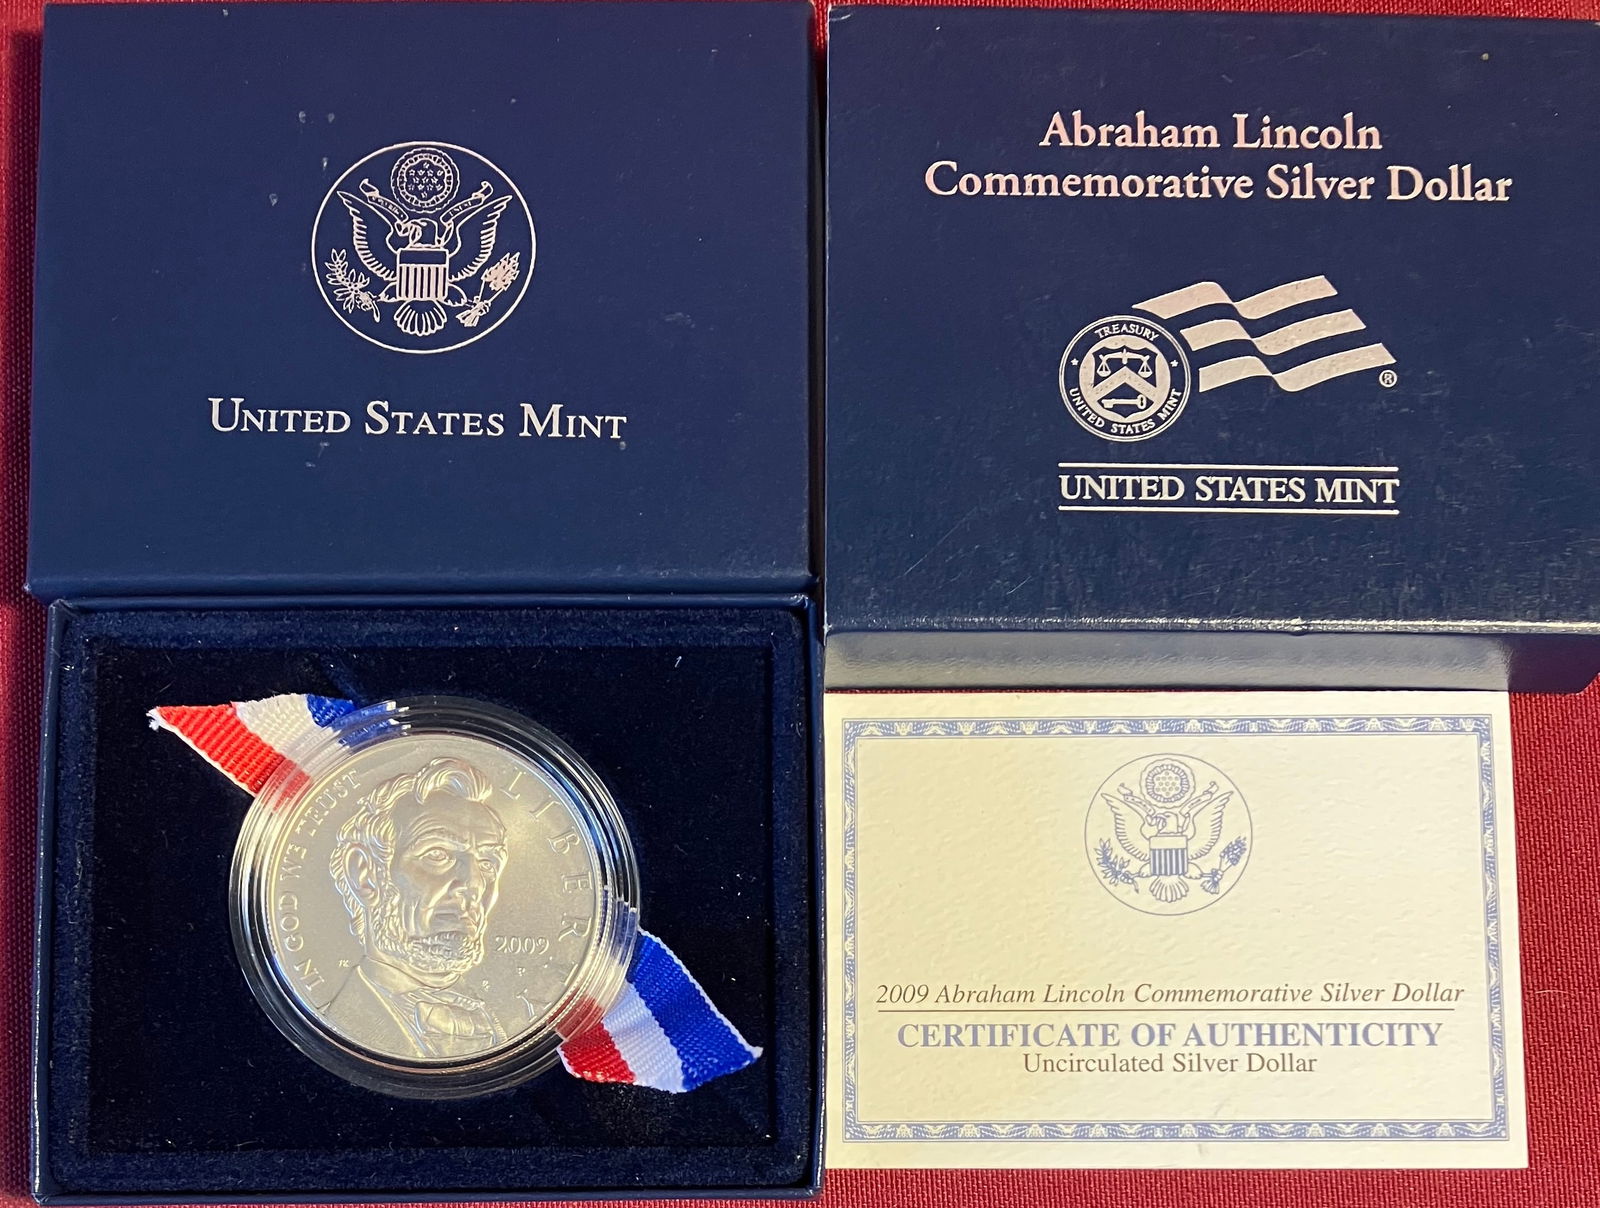 UNITED STATES MINT
Abraham Lincoln
Commemorative Silver Dollar
TREASURY
UNITED STATES MINT
®
UNITED STATES MINT
IN GOD WE TRUST
LIBERTY
2009
P
2009 Abraham Lincoln Commemorative Silver Dollar
CERTIFICATE OF AUTHENTICITY
Uncirculated Silver Dollar